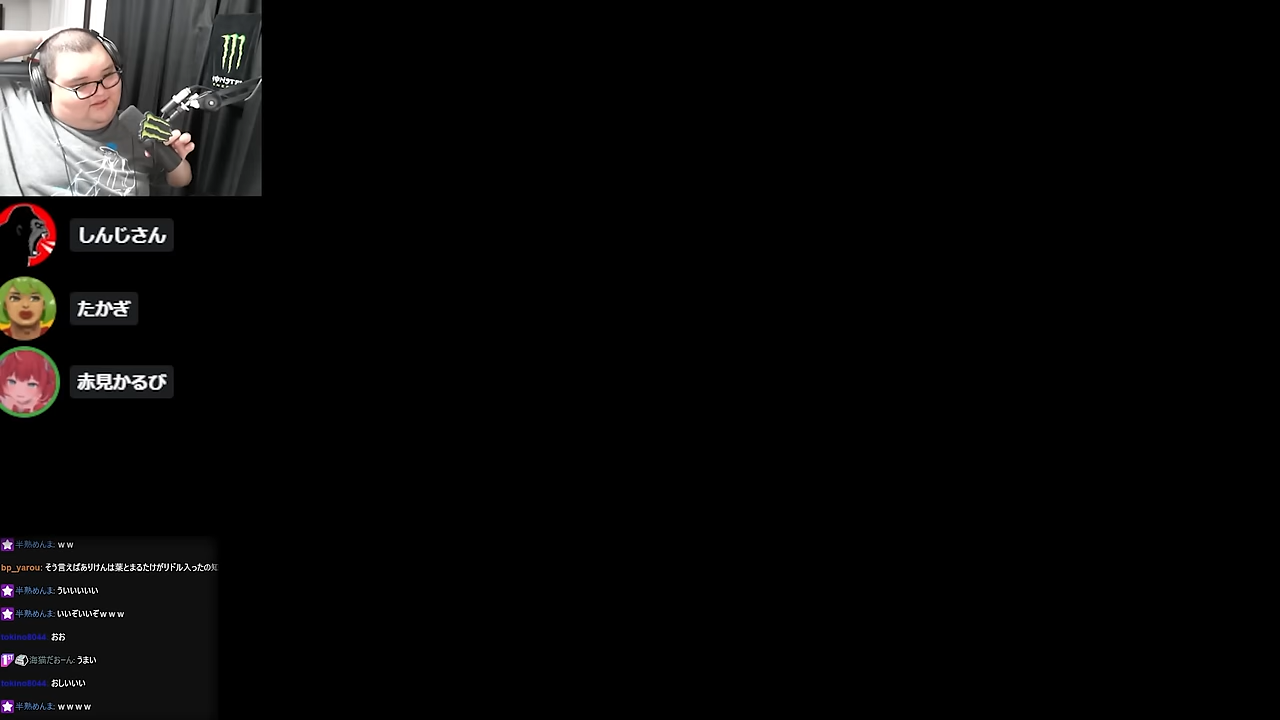 MONSTER
しんじさん
たかぎ
赤見かるび
半熟めんま: ｗｗ
bp_yarou: そう言えばありけんは葉とまるたけがリドル入ったの知
半熟めんま: ういいいいい
半熟めんま: いいぞいいぞｗｗｗ
tokino8044: おお
海猫だおーん: うまい
tokino8044: おしいいい
半熟めんま: ｗｗｗｗ